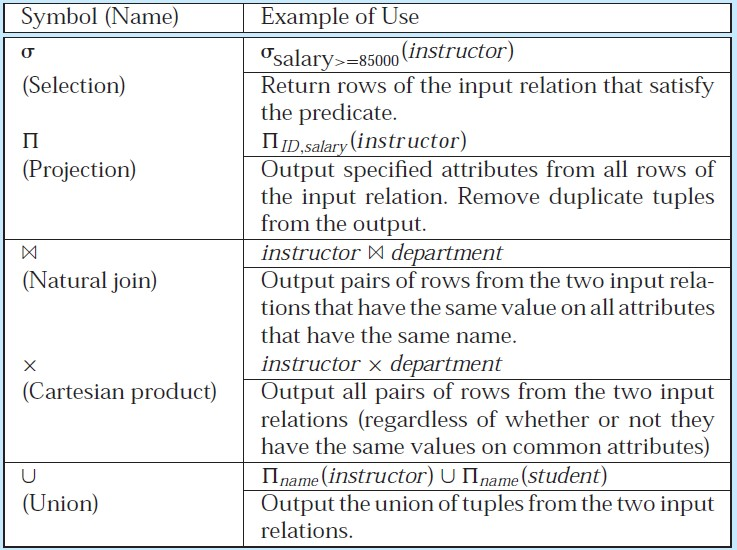 Symbol (Name) Example of Use
σ σsalary>=85000(instructor)
(Selection) Return rows of the input relation that satisfy
the predicate.
Π ΠID,salary(instructor)
(Projection) Output specified attributes from all rows of
the input relation. Remove duplicate tuples
from the output.
⋈ instructor ⋈ department
(Natural join) Output pairs of rows from the two input rela-
tions that have the same value on all attributes
that have the same name.
× instructor × department
(Cartesian product) Output all pairs of rows from the two input
relations (regardless of whether or not they
have the same values on common attributes)
∪ Πname(instructor) ∪ Πname(student)
(Union) Output the union of tuples from the two input
relations.